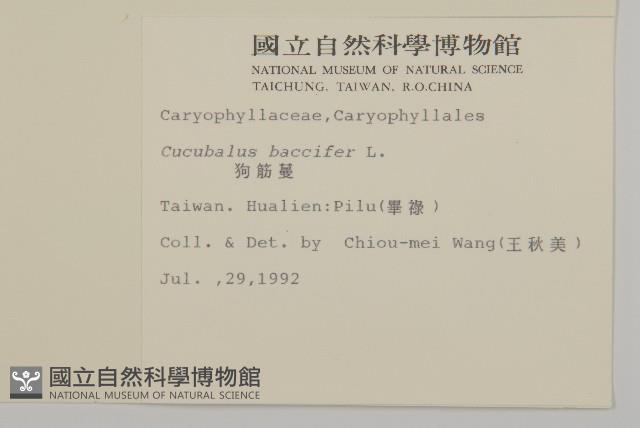 國立自然科學博物館
NATIONAL MUSEUM OF NATURAL SCIENCE
TAICHUNG, TAIWAN, R.O.CHINA
Caryophyllaceae,Caryophyllales
Cucubalus baccifer L.
狗筋蔓
Taiwan. Hualien:Pilu(畢祿)
Coll. & Det. by Chiou-mei Wang(王秋美)
Jul. ,29,1992
國立自然科學博物館
NATIONAL MUSEUM OF NATURAL SCIENCE